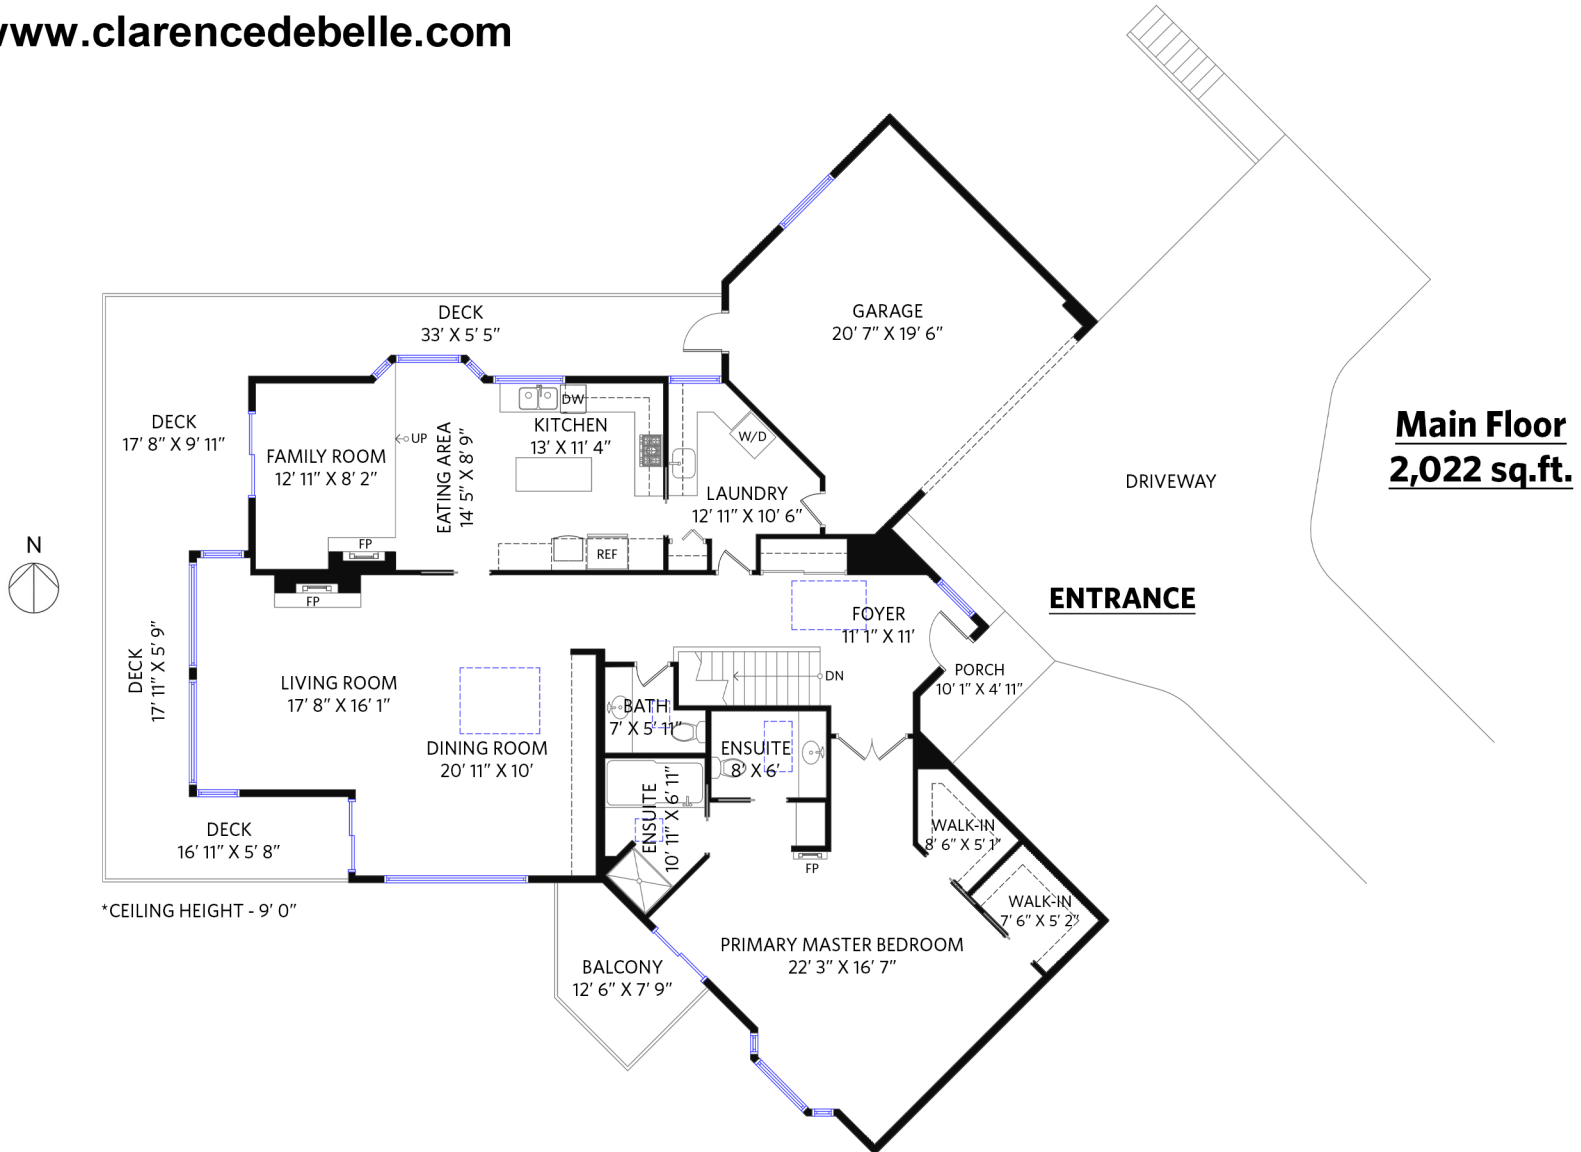 www.clarencedebelle.com
DECK
33' X 5' 5"
GARAGE
20' 7" X 19' 6"
Main Floor
2,022 sq.ft.
DECK
17' 8" X 9' 11"
FAMILY ROOM
12' 11" X 8' 2"
UP
EATING AREA
14' 5" X 8' 9"
DW
KITCHEN
13' X 11' 4"
W/D
LAUNDRY
12' 11" X 10' 6"
DRIVEWAY
FP
REF
N
FP
ENTRANCE
FOYER
11' 1" X 11'
DECK
17' 11" X 5' 9"
LIVING ROOM
17' 8" X 16' 1"
DN
PORCH
10' 1" X 4' 11"
BATH
7' X 5' 11"
DINING ROOM
20' 11" X 10'
ENSUITE
8' X 6'
ENSUITE
10' 11" X 6' 11"
DECK
16' 11" X 5' 8"
WALK-IN
8' 6" X 5' 1"
FP
WALK-IN
7' 6" X 5' 2"
*CEILING HEIGHT - 9' 0"
PRIMARY MASTER BEDROOM
22' 3" X 16' 7"
BALCONY
12' 6" X 7' 9"